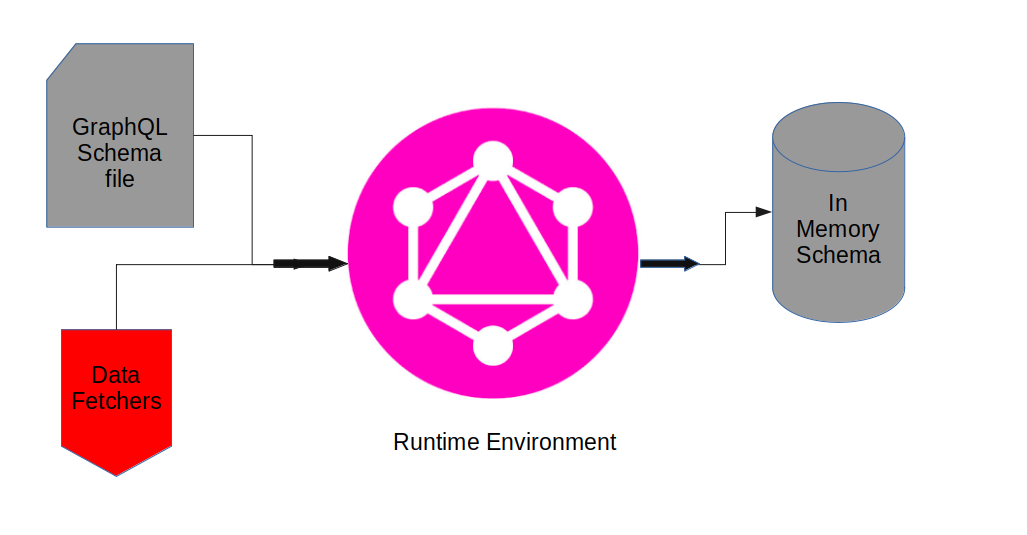 GraphQL
Schema
file
Data
Fetchers
Runtime Environment
In
Memory
Schema